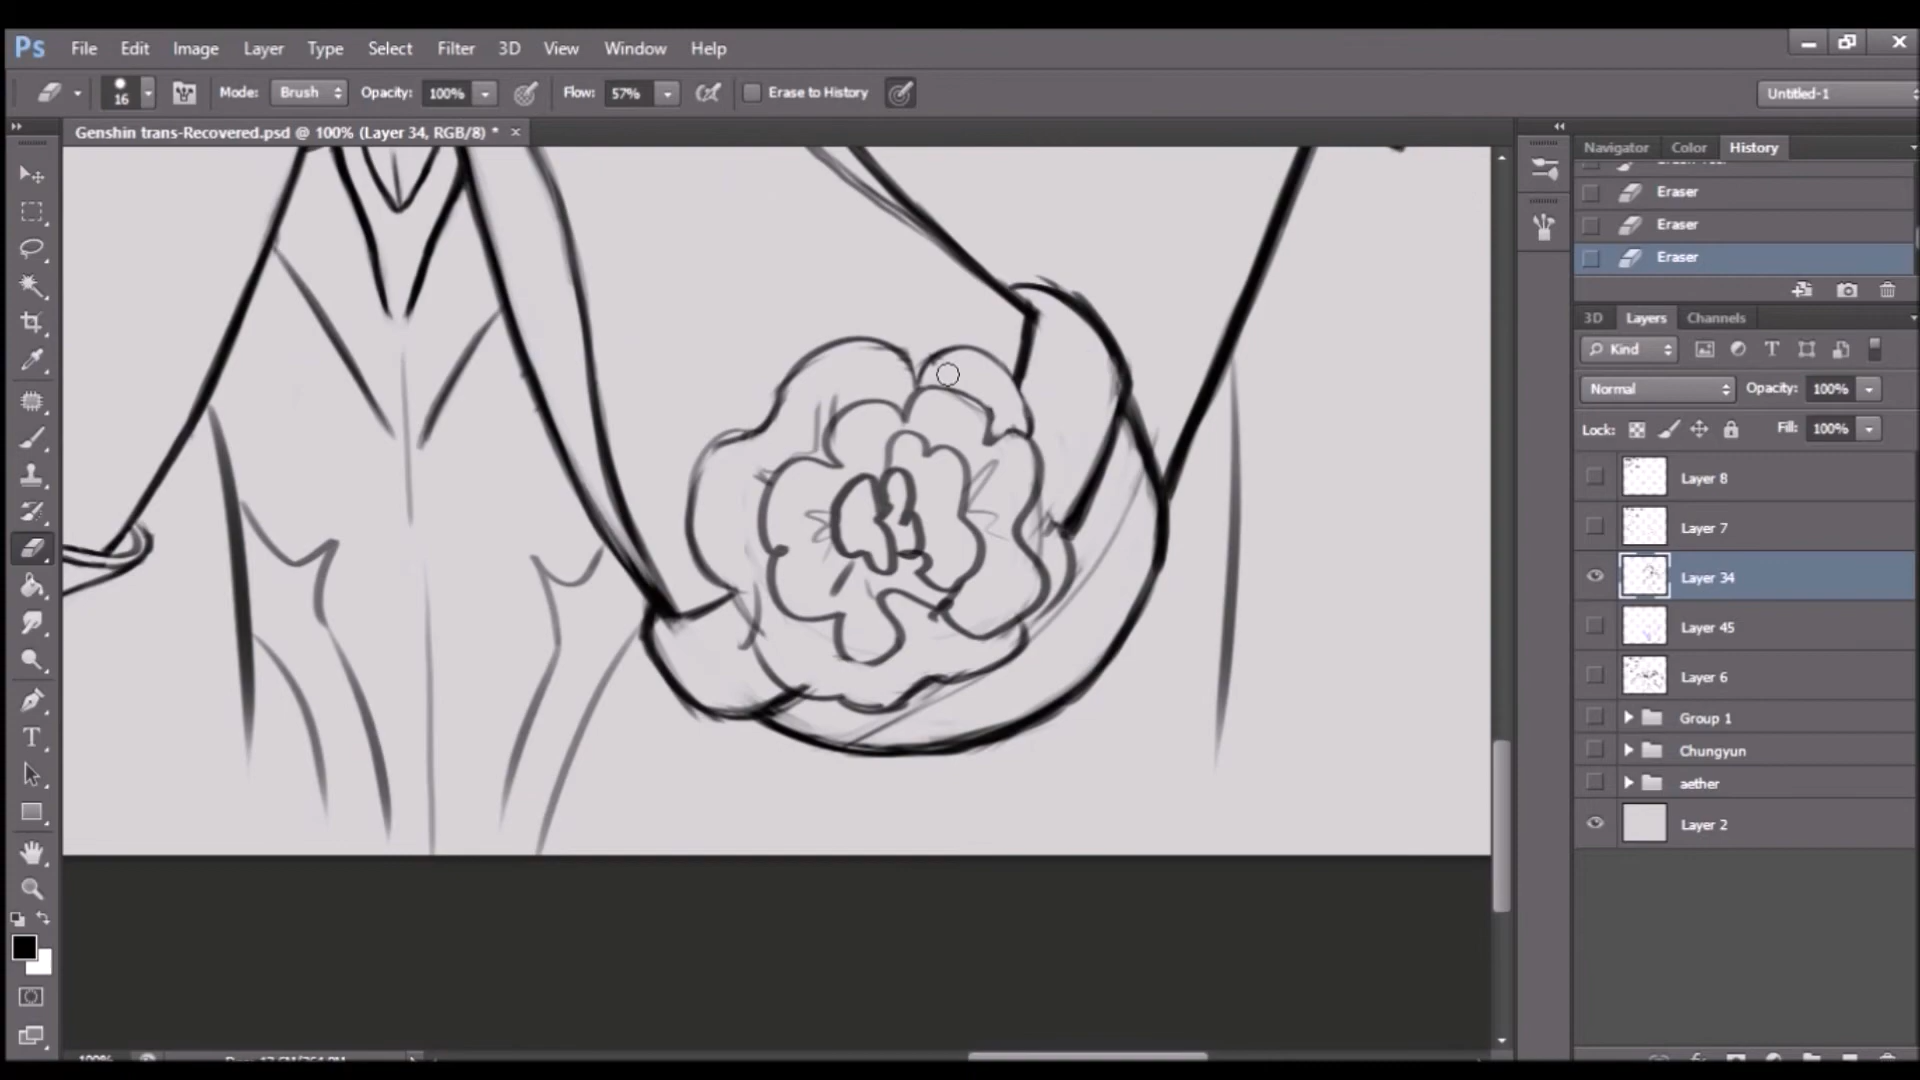 Ps File Edit Image Layer Type Select Filter 3D View Window Help
16 Mode: Brush Opacity: 100% Flow: 57% Erase to History Untitled-1
Genshin trans-Recovered.psd @ 100% (Layer 34, RGB/8) * ×
Navigator Color History
Eraser
Eraser
Eraser
3D Layers Channels
Kind
Normal Opacity: 100%
Lock: Fill: 100%
Layer 8
Layer 7
Layer 34
Layer 45
Layer 6
Group 1
Chungyun
aether
Layer 2
T